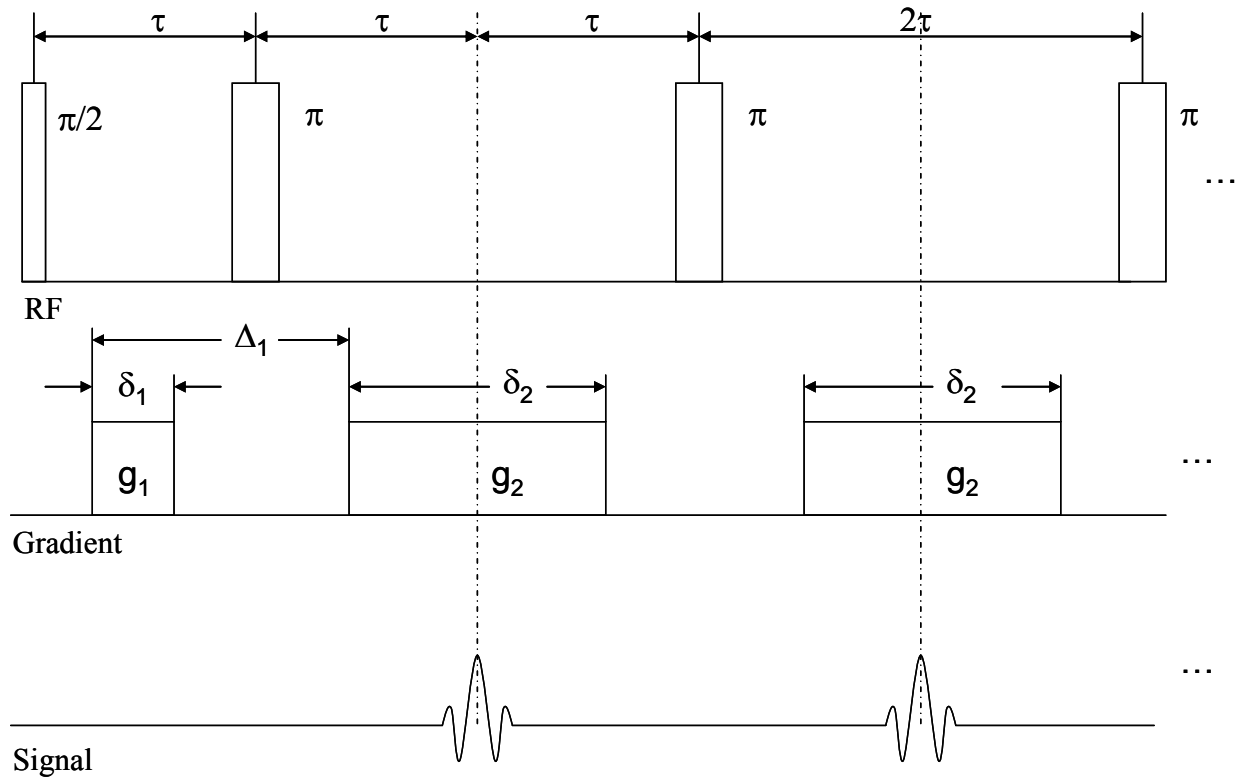 τ τ τ 2τ
π/2 π π π
...
RF
Δ1
δ1 δ2 δ2
g1 g2 g2 ...
Gradient
...
Signal